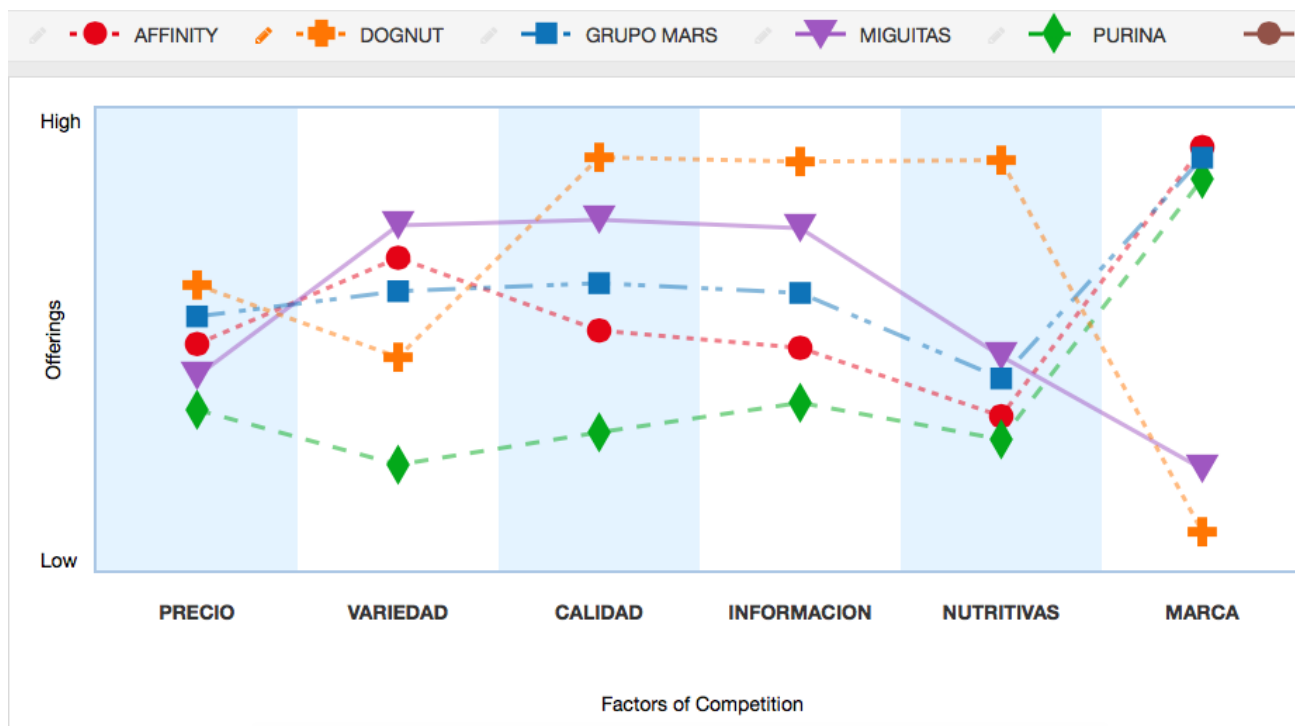 AFFINITY DOGNUT GRUPO MARS MIGUITAS PURINA
High
Offerings
Low
PRECIO VARIEDAD CALIDAD INFORMACION NUTRITIVAS MARCA
Factors of Competition